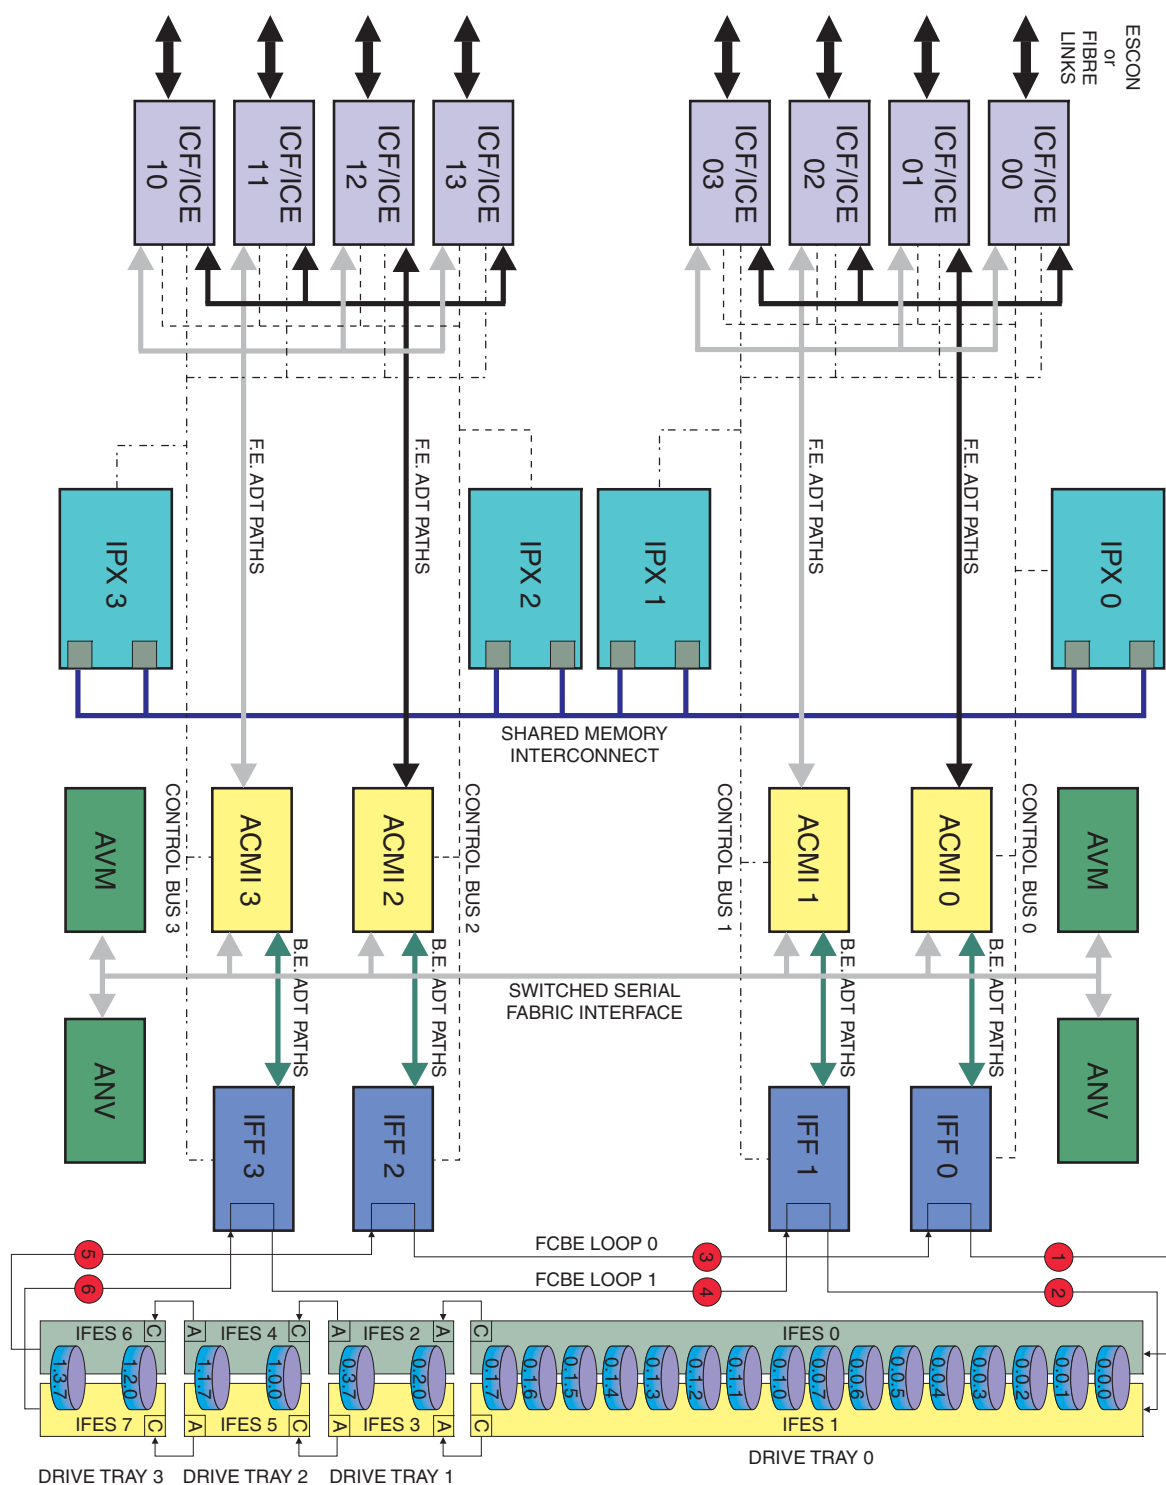 ESCON
or
FIBRE
LINKS
ICF/ICE
10
ICF/ICE
11
ICF/ICE
12
ICF/ICE
13
ICF/ICE
03
ICF/ICE
02
ICF/ICE
01
ICF/ICE
00
F.E. ADT PATHS
F.E. ADT PATHS
F.E. ADT PATHS
F.E. ADT PATHS
IPX 3
IPX 2
IPX 1
IPX 0
SHARED MEMORY
INTERCONNECT
AVM
CONTROL BUS 3
ACMI 3
ACMI 2
CONTROL BUS 2
CONTROL BUS 1
ACMI 1
ACMI 0
CONTROL BUS 0
AVM
B.E. ADT PATHS
B.E. ADT PATHS
B.E. ADT PATHS
B.E. ADT PATHS
SWITCHED SERIAL
FABRIC INTERFACE
ANV
IFF 3
IFF 2
IFF 1
IFF 0
ANV
5
FCBE LOOP 0
3
1
6
FCBE LOOP 1
4
2
IFES 6
C
A
IFES 4
C
A
IFES 2
A
C
IFES 0
1.3.7
1.2.0
1.1.7
1.0.0
0.3.7
0.2.0
0.1.7
0.1.6
0.1.5
0.1.4
0.1.3
0.1.2
0.1.1
0.1.0
0.0.7
0.0.6
0.0.5
0.0.4
0.0.3
0.0.2
0.0.1
0.0.0
IFES 7
C
A
IFES 5
C
A
IFES 3
A
C
IFES 1
DRIVE TRAY 3
DRIVE TRAY 2
DRIVE TRAY 1
DRIVE TRAY 0